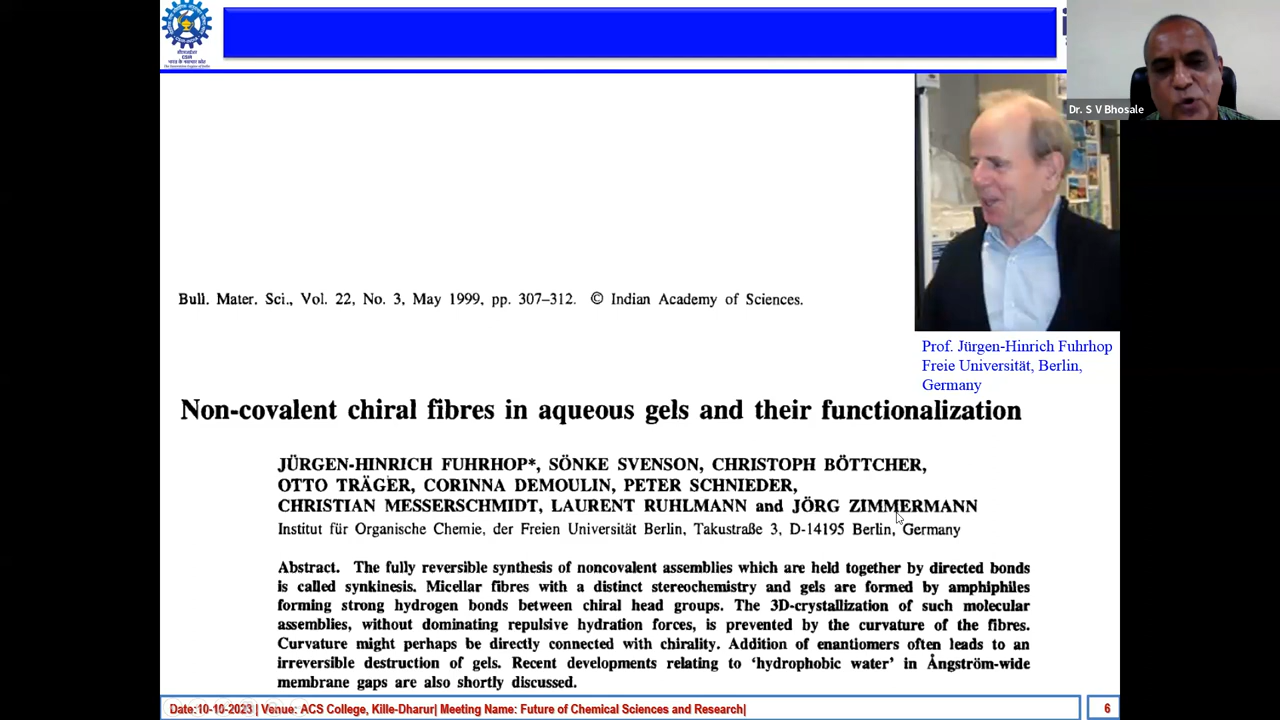 Dr. S V Bhosale
Bull. Mater. Sci., Vol. 22, No. 3, May 1999, pp. 307–312. © Indian Academy of Sciences.
Prof. Jürgen-Hinrich Fuhrhop
Freie Universität, Berlin,
Germany
Non-covalent chiral fibres in aqueous gels and their functionalization
JÜRGEN-HINRICH FUHRHOP*, SÖNKE SVENSON, CHRISTOPH BÖTTCHER,
OTTO TRÄGER, CORINNA DEMOULIN, PETER SCHNIEDER,
CHRISTIAN MESSERSCHMIDT, LAURENT RUHLMANN and JÖRG ZIMMERMANN
Institut für Organische Chemie, der Freien Universität Berlin, Takustraße 3, D-14195 Berlin, Germany
Abstract. The fully reversible synthesis of noncovalent assemblies which are held together by directed bonds
is called synkinesis. Micellar fibres with a distinct stereochemistry and gels are formed by amphiphiles
forming strong hydrogen bonds between chiral head groups. The 3D-crystallization of such molecular
assemblies, without dominating repulsive hydration forces, is prevented by the curvature of the fibres.
Curvature might perhaps be directly connected with chirality. Addition of enantiomers often leads to an
irreversible destruction of gels. Recent developments relating to ‘hydrophobic water’ in Ångström-wide
membrane gaps are also shortly discussed.
Date:10-10-2023| Venue: ACS College, Kille-Dharur| Meeting Name: Future of Chemical Sciences and Research|
6